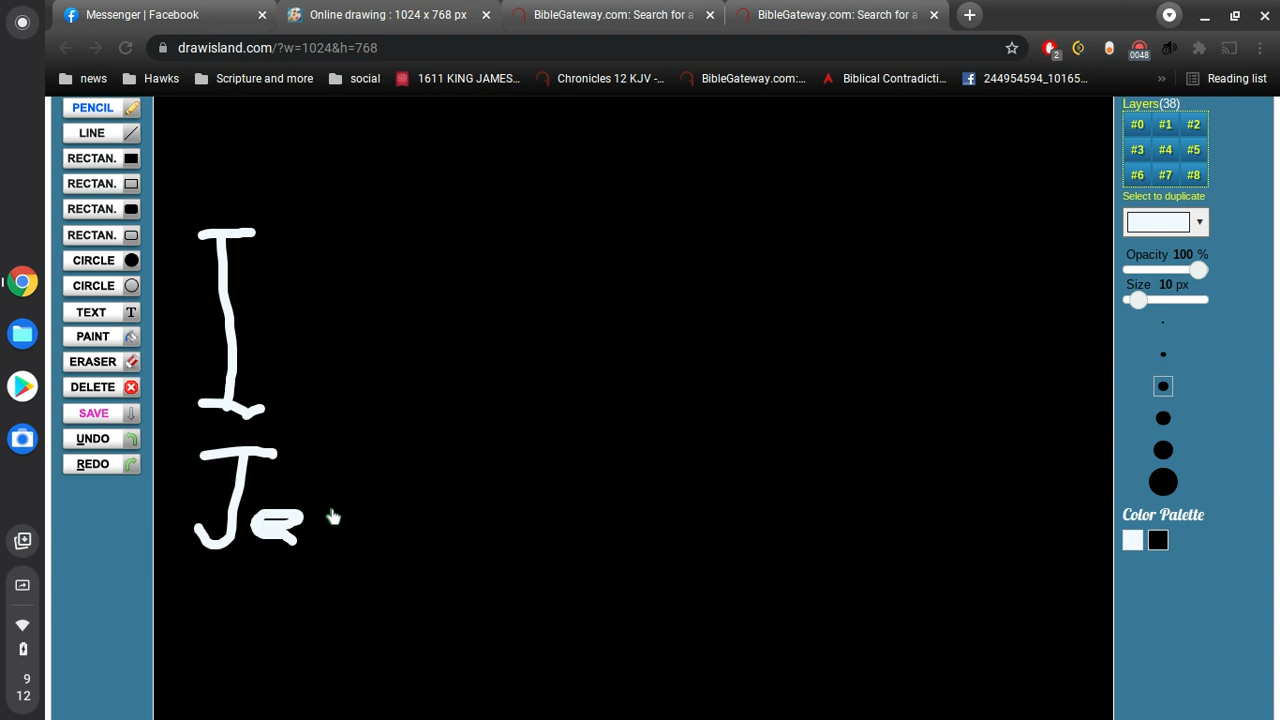 Messenger | Facebook
Online drawing : 1024 x 768 px
BibleGateway.com: Search for a
BibleGateway.com: Search for a
drawisland.com/?w=1024&h=768
2
0048
news
Hawks
Scripture and more
social
1611 KING JAMES...
Chronicles 12 KJV -...
BibleGateway.com:...
Biblical Contradicti...
244954594_10165...
»
Reading list
PENCIL
LINE
RECTAN.
RECTAN.
RECTAN.
RECTAN.
CIRCLE
CIRCLE
TEXT T
PAINT
ERASER
DELETE
SAVE
UNDO
REDO
I
Je
Layers(38)
#0 #1 #2
#3 #4 #5
#6 #7 #8
Select to duplicate
Opacity 100 %
Size 10 px
Color Palette
9
12